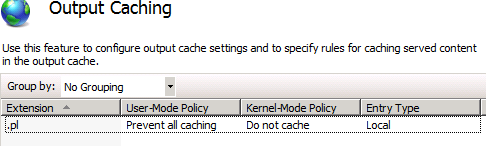 Output Caching
Use this feature to configure output cache settings and to specify rules for caching served content
in the output cache.
Group by: No Grouping
Extension User-Mode Policy Kernel-Mode Policy Entry Type
.pl Prevent all caching Do not cache Local